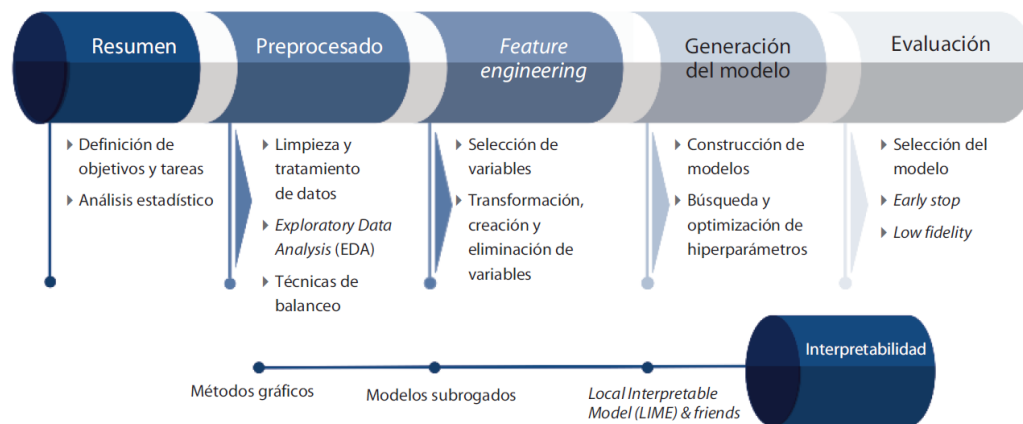 Resumen
Definición de
objetivos y tareas
Análisis estadístico
Preprocesado
Limpieza y
tratamiento
de datos
Exploratory Data
Analysis (EDA)
Técnicas de
balanceo
Feature
engineering
Selección de
variables
Transformación,
creación y
eliminación de
variables
Generación
del modelo
Construcción de
modelos
Búsqueda y
optimización de
hiperparámetros
Evaluación
Selección del
modelo
Early stop
Low fidelity
Interpretabilidad
Métodos gráficos
Modelos subrogados
Local Interpretable
Model (LIME) & friends